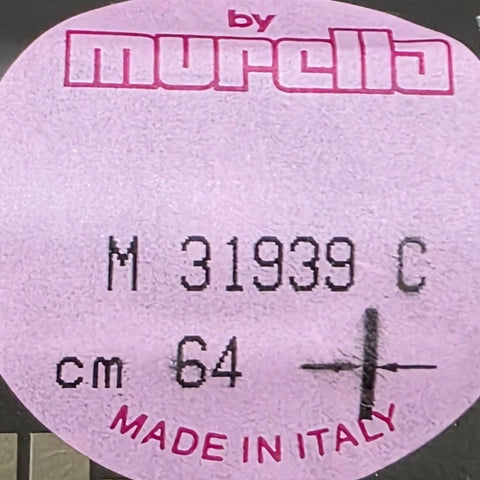 by
murella
M 31939 C
cm 64
MADE IN ITALY